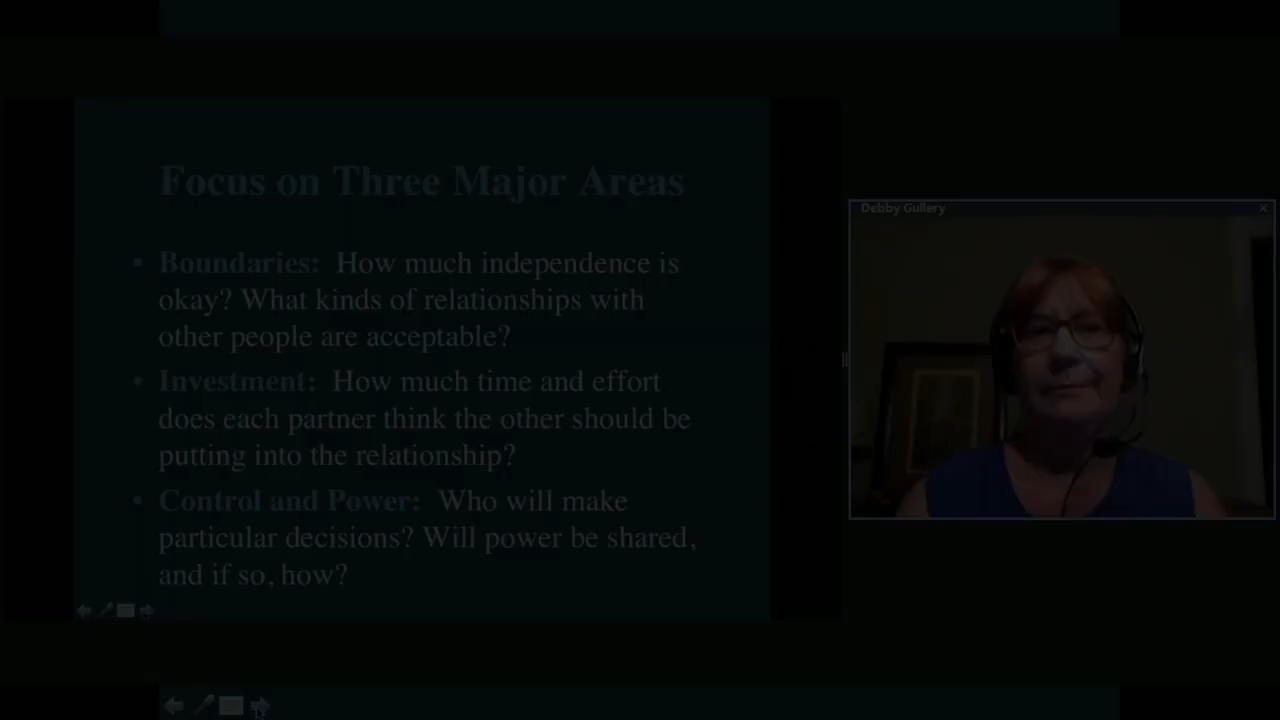 Focus on Three Major Areas
• Boundaries: How much independence is
okay? What kinds of relationships with
other people are acceptable?
• Investment: How much time and effort
does each partner think the other should be
putting into the relationship?
• Control and Power: Who will make
particular decisions? Will power be shared,
and if so, how?
Debby Gullery